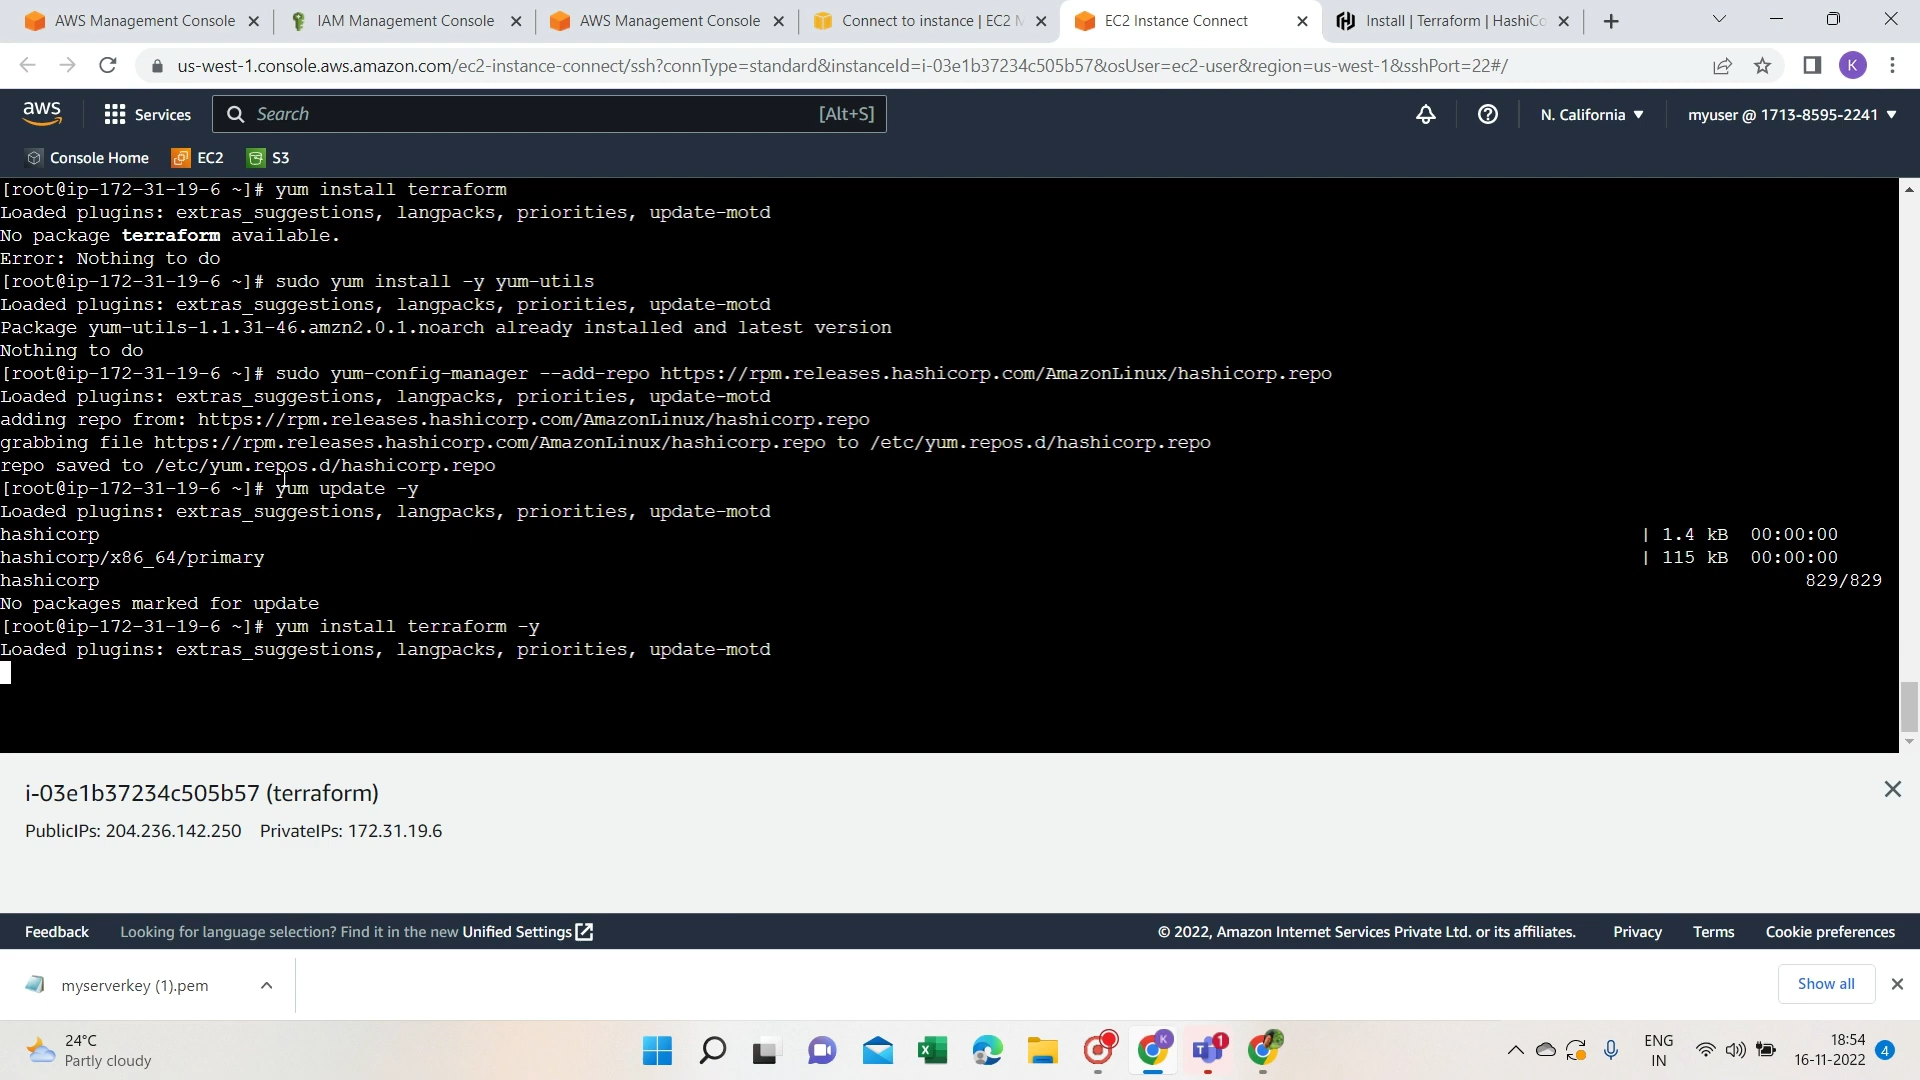 AWS Management Console
IAM Management Console
AWS Management Console
Connect to instance | EC2 M
EC2 Instance Connect
Install | Terraform | HashiCo
us-west-1.console.aws.amazon.com/ec2-instance-connect/ssh?connType=standard&instanceId=i-03e1b37234c505b57&osUser=ec2-user&region=us-west-1&sshPort=22#/
K
aws
Services
Search
[Alt+S]
N. California
myuser @ 1713-8595-2241
Console Home
EC2
S3
[root@ip-172-31-19-6 ~]# yum install terraform
Loaded plugins: extras_suggestions, langpacks, priorities, update-motd
No package terraform available.
Error: Nothing to do
[root@ip-172-31-19-6 ~]# sudo yum install -y yum-utils
Loaded plugins: extras_suggestions, langpacks, priorities, update-motd
Package yum-utils-1.1.31-46.amzn2.0.1.noarch already installed and latest version
Nothing to do
[root@ip-172-31-19-6 ~]# sudo yum-config-manager --add-repo https://rpm.releases.hashicorp.com/AmazonLinux/hashicorp.repo
Loaded plugins: extras_suggestions, langpacks, priorities, update-motd
adding repo from: https://rpm.releases.hashicorp.com/AmazonLinux/hashicorp.repo
grabbing file https://rpm.releases.hashicorp.com/AmazonLinux/hashicorp.repo to /etc/yum.repos.d/hashicorp.repo
repo saved to /etc/yum.repos.d/hashicorp.repo
[root@ip-172-31-19-6 ~]# yum update -y
Loaded plugins: extras_suggestions, langpacks, priorities, update-motd
hashicorp | 1.4 kB 00:00:00
hashicorp/x86_64/primary | 115 kB 00:00:00
hashicorp 829/829
No packages marked for update
[root@ip-172-31-19-6 ~]# yum install terraform -y
Loaded plugins: extras_suggestions, langpacks, priorities, update-motd
i-03e1b37234c505b57 (terraform)
PublicIPs: 204.236.142.250 PrivateIPs: 172.31.19.6
Feedback
Looking for language selection? Find it in the new Unified Settings
© 2022, Amazon Internet Services Private Ltd. or its affiliates.
Privacy
Terms
Cookie preferences
myserverkey (1).pem
Show all
24°C
Partly cloudy
K
1
ENG
IN
18:54
16-11-2022
4